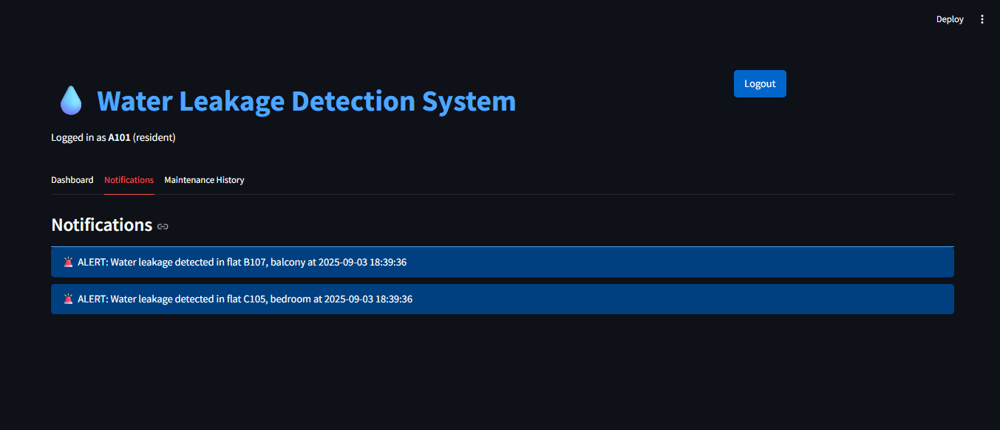 Deploy
Logout
Water Leakage Detection System
Logged in as A101 (resident)
Dashboard Notifications Maintenance History
Notifications
🚨 ALERT: Water leakage detected in flat B107, balcony at 2025-09-03 18:39:36
🚨 ALERT: Water leakage detected in flat C105, bedroom at 2025-09-03 18:39:36